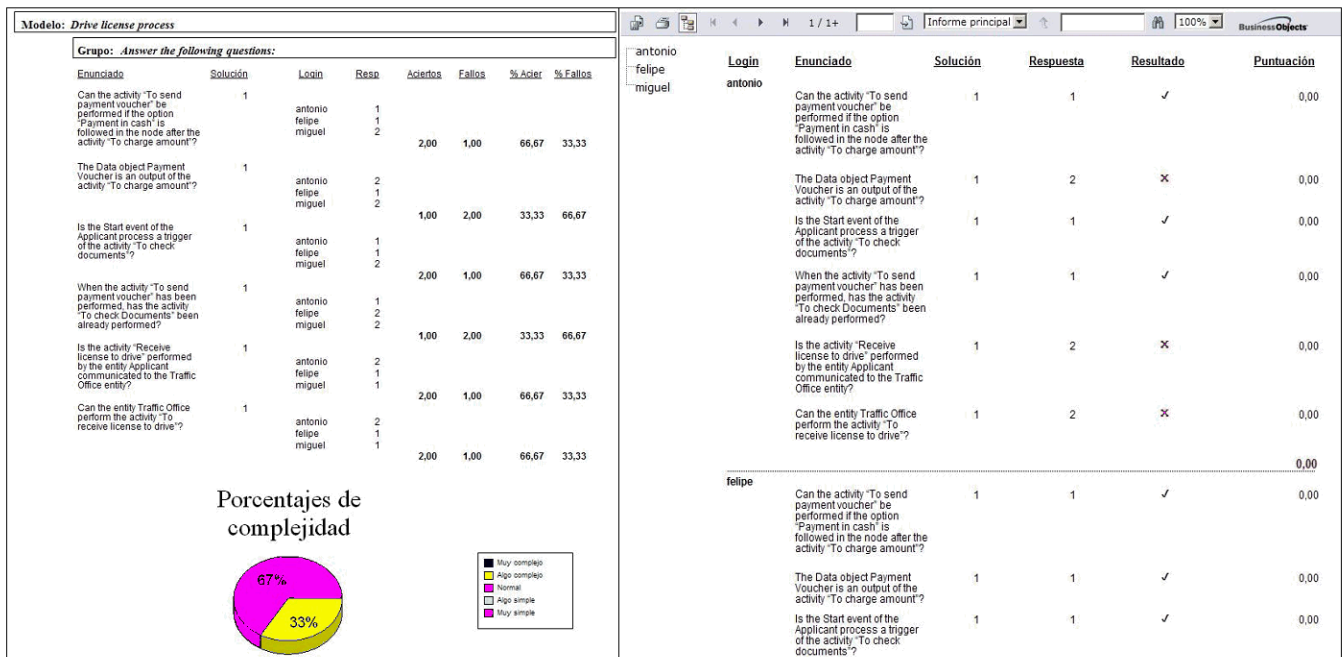 Modelo: Drive license process
Grupo: Answer the following questions:
Enunciado Solución Login Resp Aciertos Fallos % Acier % Fallos
Can the activity "To send 1
payment voucher" be antonio 1
performed if the option felipe 1
"Payment in cash" is miguel 2
followed in the node after the
activity "To charge amount"? 2,00 1,00 66,67 33,33
The Data object Payment 1
Voucher is an output of the
activity "To charge amount"? antonio 2
felipe 1
miguel 2
1,00 2,00 33,33 66,67
Is the Start event of the 1
Applicant process a trigger
of the activity "To check antonio 1
documents"? felipe 1
miguel 2
2,00 1,00 66,67 33,33
When the activity "To send 1
payment voucher" has been
performed, has the activity antonio 1
"To check Documents" been felipe 2
already performed? miguel 2
1,00 2,00 33,33 66,67
Is the activity "Receive 1
license to drive" performed
by the entity Applicant antonio 2
communicated to the Traffic felipe 1
Office entity? miguel 1
2,00 1,00 66,67 33,33
Can the entity Traffic Office 1
perform the activity "To
receive license to drive"? antonio 2
felipe 1
miguel 1
2,00 1,00 66,67 33,33
Porcentajes de
complejidad
67%
33%
Muy complejo
Algo complejo
Normal
Algo simple
Muy simple
1 / 1+ Informe principal 100% BusinessObjects
antonio
felipe
miguel
Login Enunciado Solución Respuesta Resultado Puntuación
antonio
Can the activity "To send 1 1 ✓ 0,00
payment voucher" be
performed if the option
"Payment in cash" is
followed in the node after the
activity "To charge amount"?
The Data object Payment 1 2 x 0,00
Voucher is an output of the
activity "To charge amount"?
Is the Start event of the 1 1 ✓ 0,00
Applicant process a trigger
of the activity "To check
documents"?
When the activity "To send 1 1 ✓ 0,00
payment voucher" has been
performed, has the activity
"To check Documents" been
already performed?
Is the activity "Receive 1 2 x 0,00
license to drive" performed
by the entity Applicant
communicated to the Traffic
Office entity?
Can the entity Traffic Office 1 2 x 0,00
perform the activity "To
receive license to drive"?
0,00
felipe
Can the activity "To send 1 1 ✓ 0,00
payment voucher" be
performed if the option
"Payment in cash" is
followed in the node after the
activity "To charge amount"?
The Data object Payment 1 1 ✓ 0,00
Voucher is an output of the
activity "To charge amount"?
Is the Start event of the 1 1 ✓ 0,00
Applicant process a trigger
of the activity "To check
documents"?